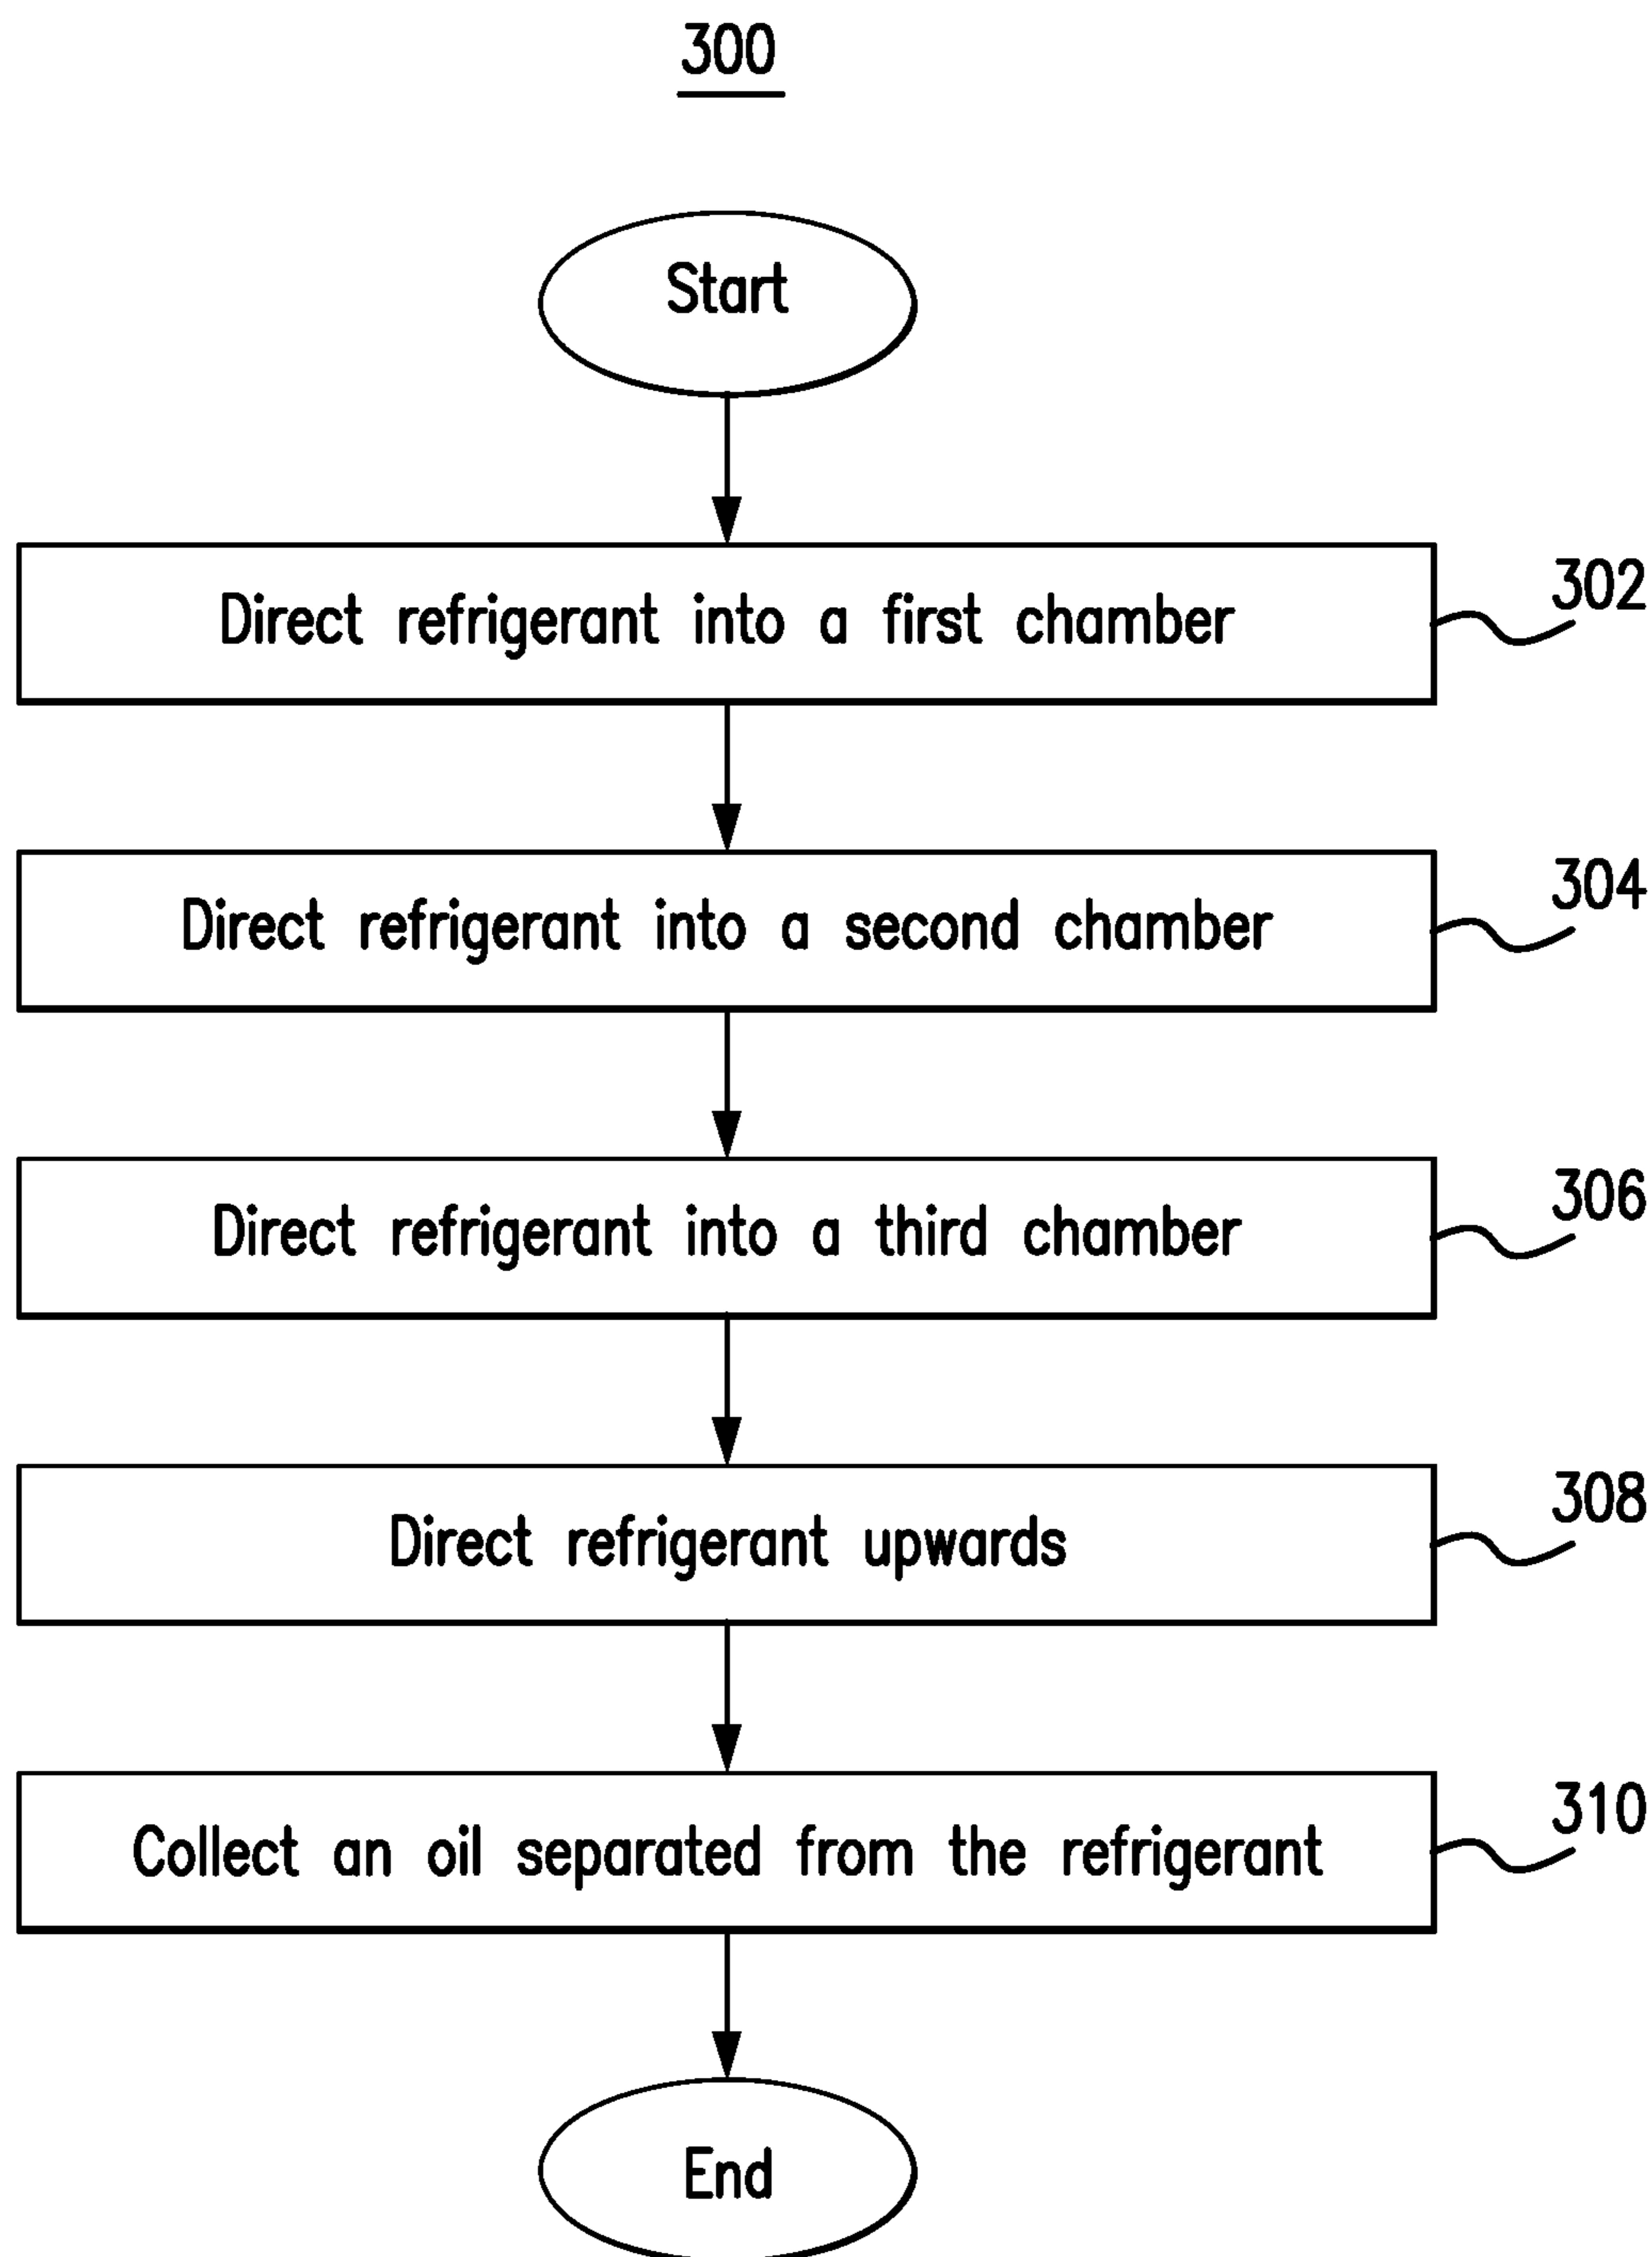 300
Start
Direct refrigerant into a first chamber
302
Direct refrigerant into a second chamber
304
Direct refrigerant into a third chamber
306
Direct refrigerant upwards
308
Collect an oil separated from the refrigerant
310
End